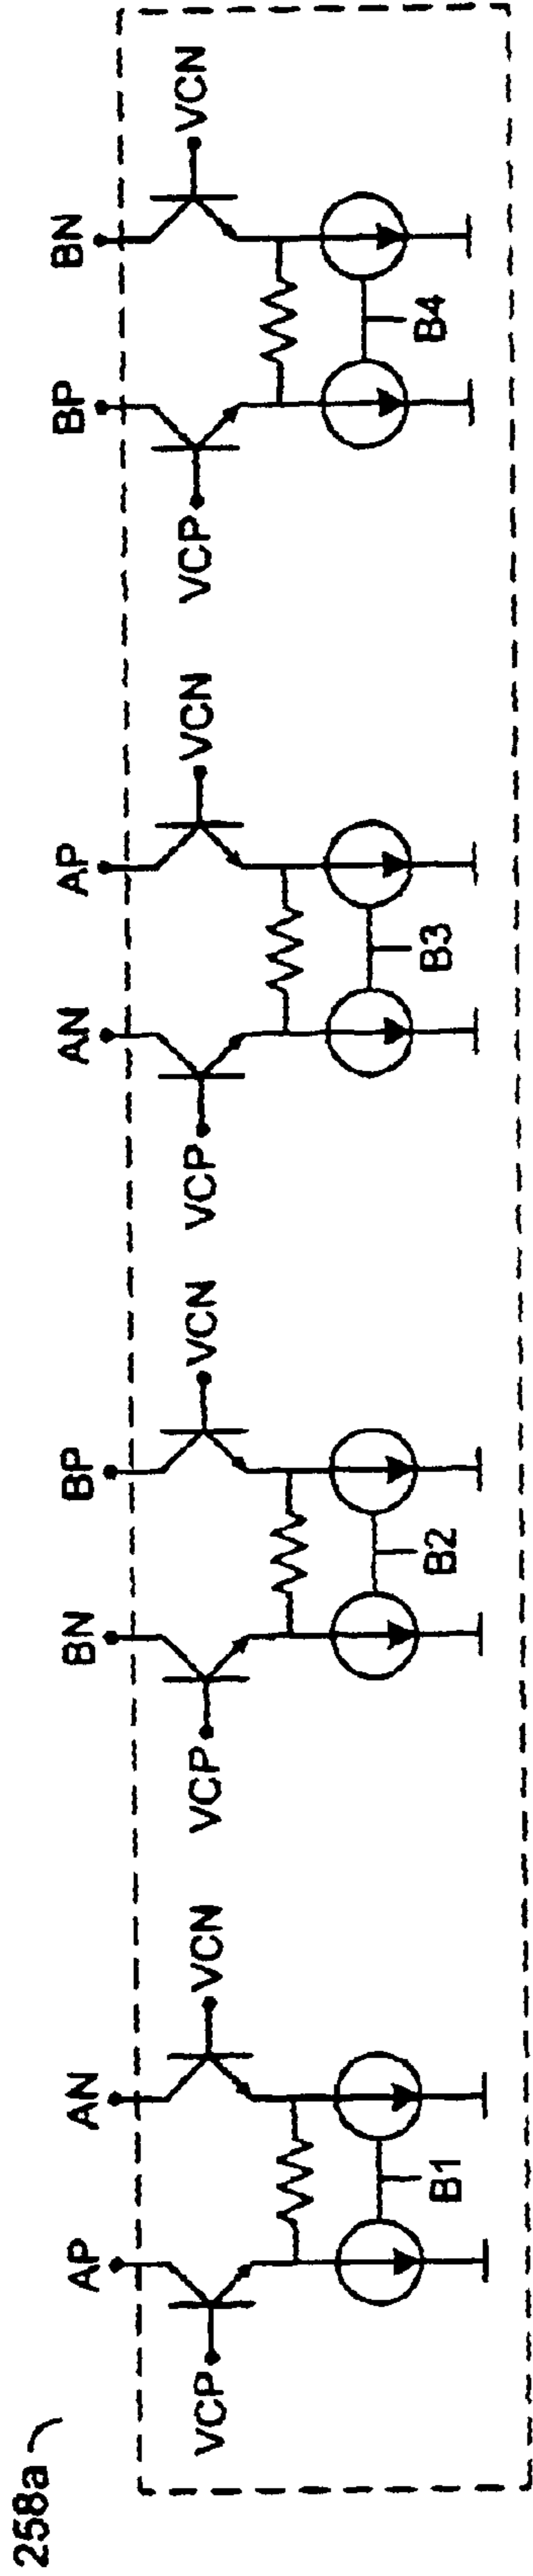 258a
AP AN BN BP AN AP BP BN
VCP VCN VCP VCN VCP VCN VCP VCN
B1 B2 B3 B4